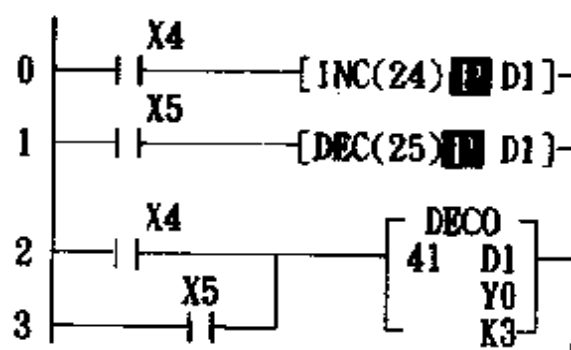 X4
0 [INC(24) P D1]
X5
1 [DEC(25) P D1]
X4 DECO
2 41 D1
X5 Y0
3 K3